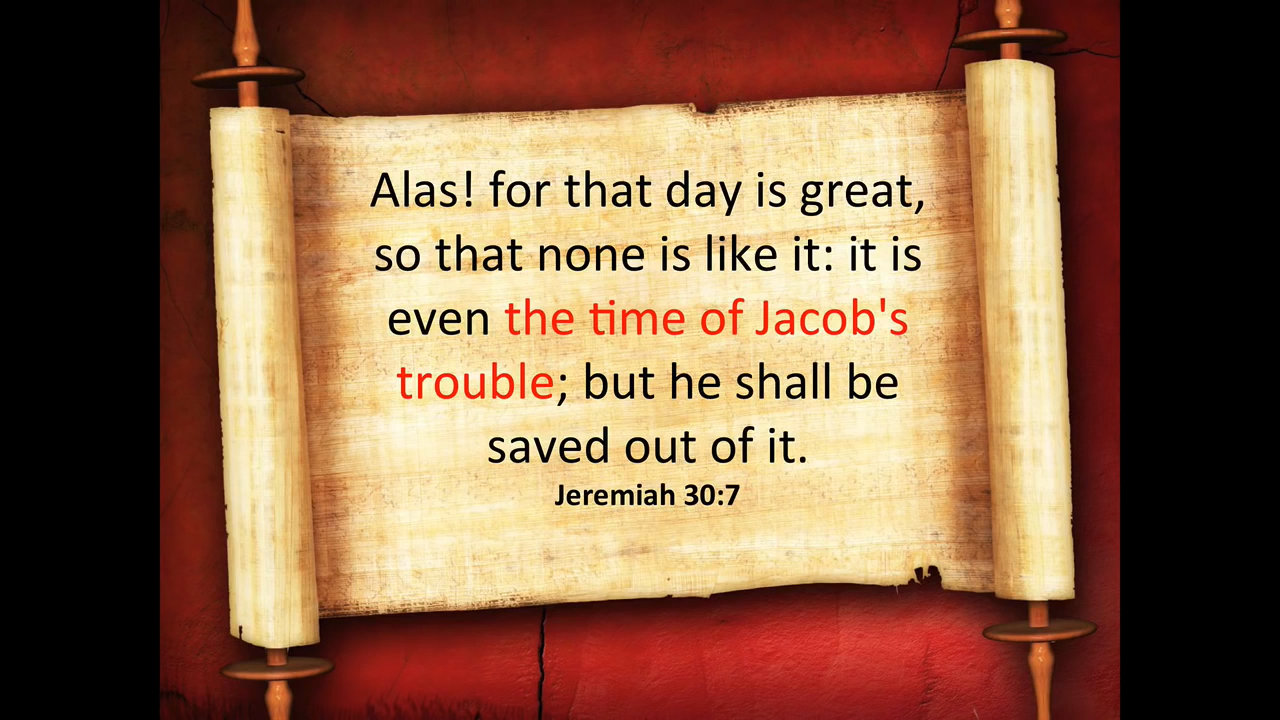 Alas! for that day is great,
so that none is like it: it is
even the time of Jacob's
trouble; but he shall be
saved out of it.
Jeremiah 30:7